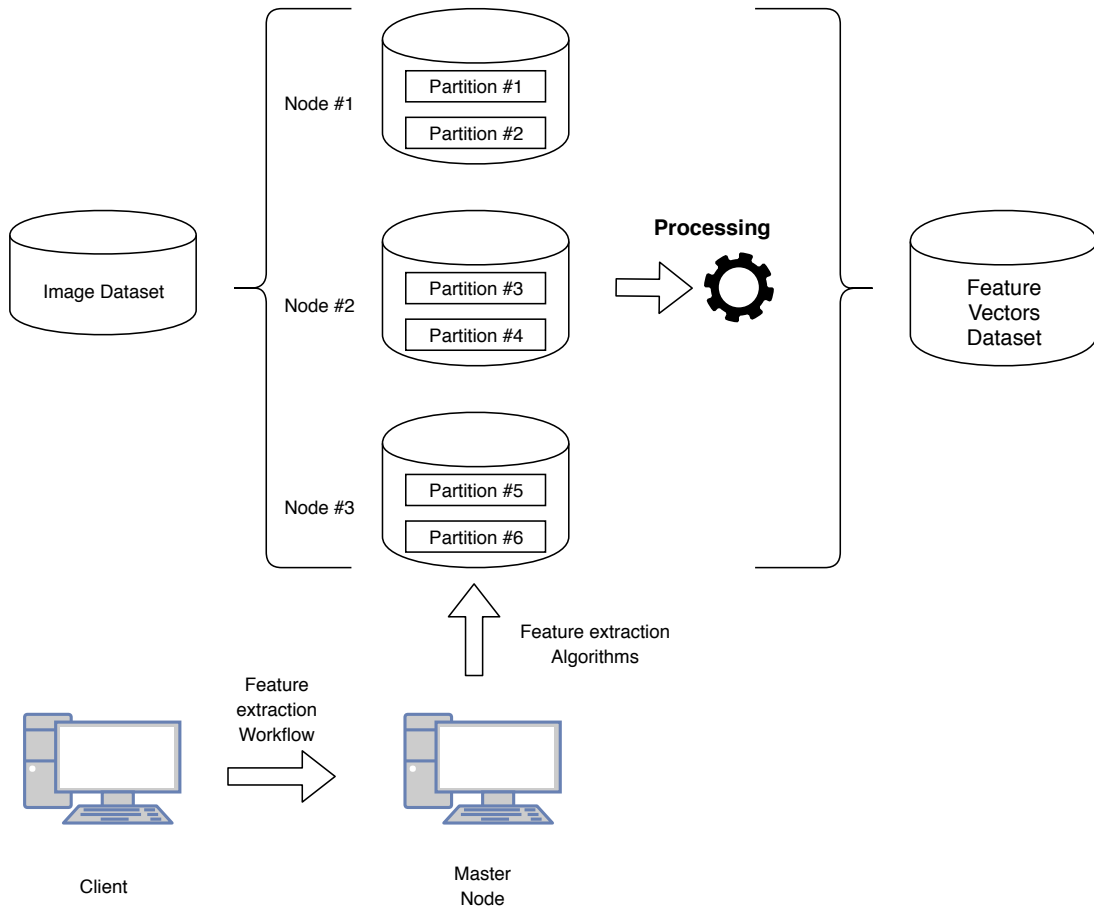 Node #1
Partition #1
Partition #2
Image Dataset
Node #2
Partition #3
Partition #4
Processing
Feature
Vectors
Dataset
Node #3
Partition #5
Partition #6
Feature extraction
Algorithms
Feature
extraction
Workflow
Client
Master
Node